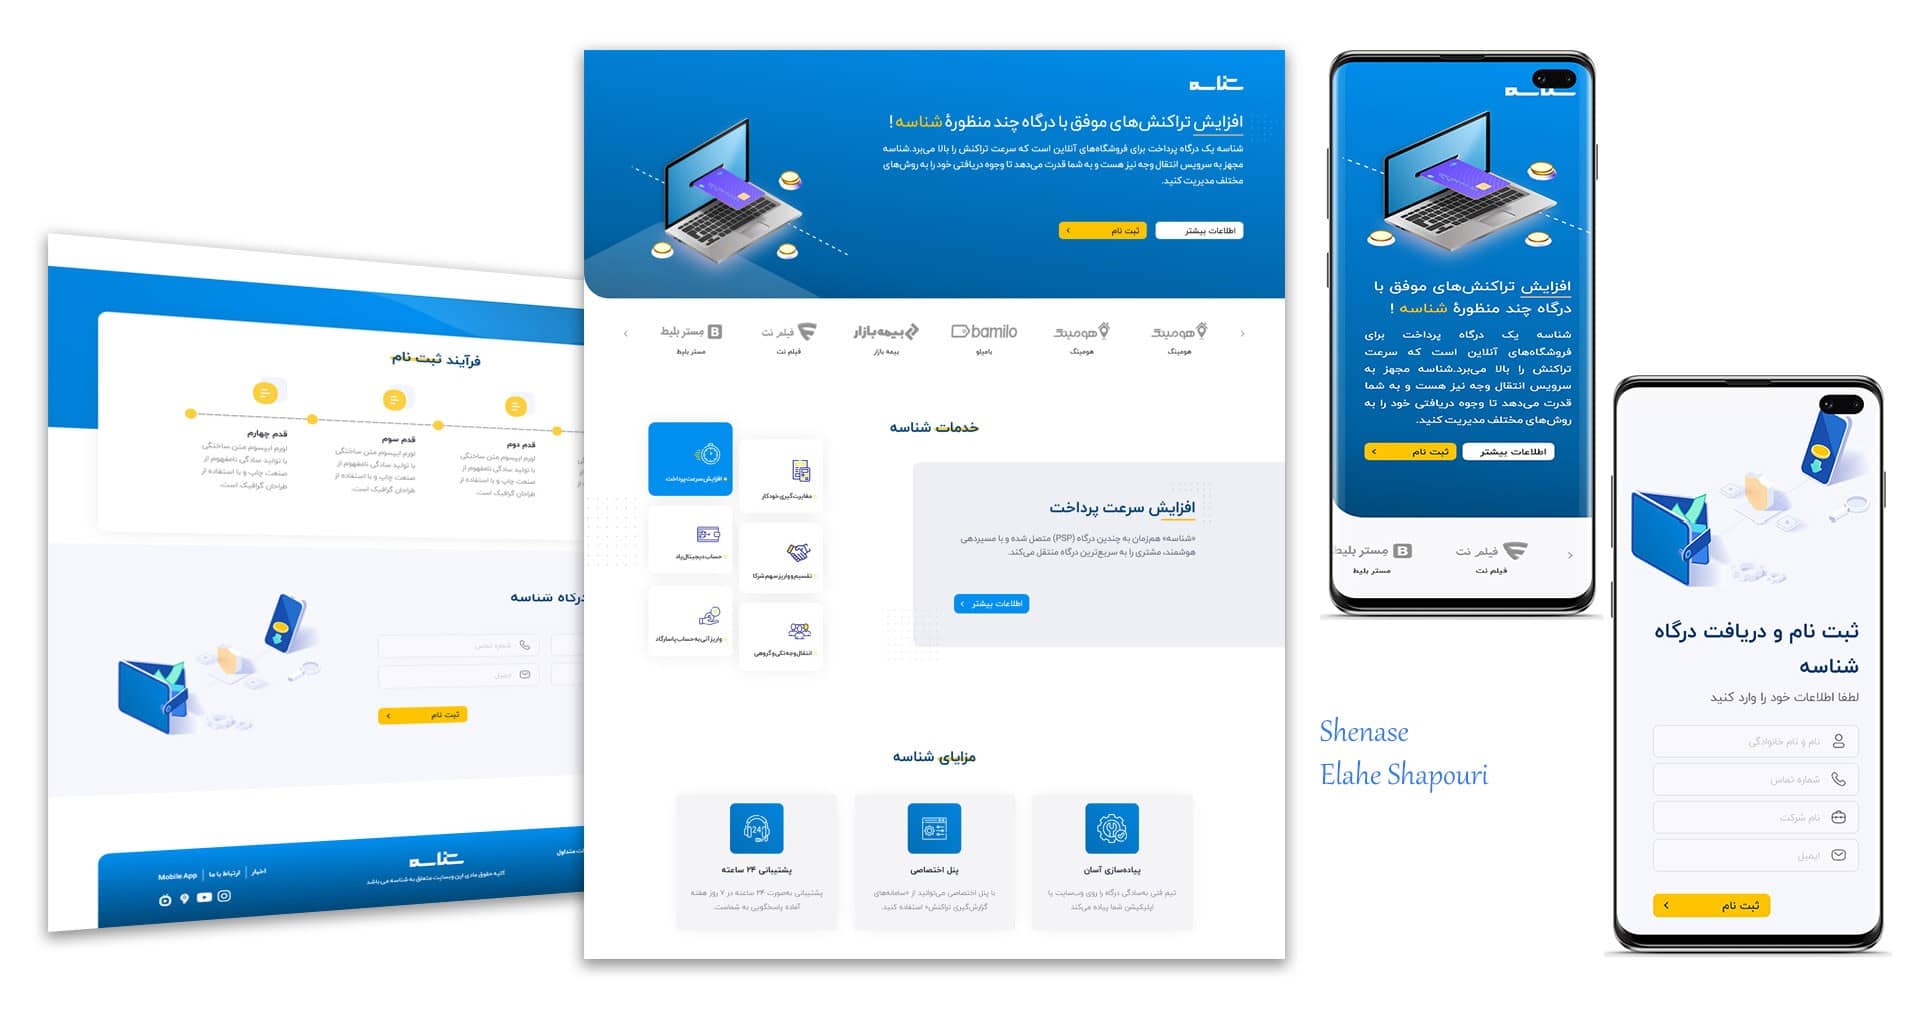 شناسه
افزایش تراکنش‌های موفق با درگاه چند منظورهٔ شناسه !
شناسه یک درگاه پرداخت برای فروشگاه‌های آنلاین است که سرعت تراکنش را بالا می‌برد.شناسه
مجهز به سرویس انتقال وجه نیز هست و به شما قدرت می‌دهد تا وجوه دریافتی خود را به روش‌های
مختلف مدیریت کنید.
اطلاعات بیشتر
ثبت نام
هومینگ
هومینگ
bamilo
بیمه بازار
فیلم نت
مستر بلیط
هومینگ
هومینگ
بامیلو
بیمه بازار
فیلم نت
مستر بلیط
خدمات شناسه
افزایش سرعت پرداخت
«شناسه» هم‌زمان به چندین درگاه (PSP) متصل شده و با مسیردهی
هوشمند، مشتری را به سریع‌ترین درگاه منتقل می‌کند.
اطلاعات بیشتر
افزایش سرعت پرداخت
مغایرت‌گیری خودکار
حساب دیجیتال پاد
تقسیم و واریز سهم شرکا
واریز آنی به حساب پاسارگاد
انتقال وجه تکی و گروهی
مزایای شناسه
پیاده‌سازی آسان
تیم فنی به‌سادگی درگاه را روی وب‌سایت یا
اپلیکیشن شما پیاده می‌کند
پنل اختصاصی
با پنل اختصاصی می‌توانید از «سامانه‌های
گزارش‌گیری تراکنش» استفاده کنید.
24
پشتیبانی ۲۴ ساعته
پشتیبانی به‌صورت ۲۴ ساعته در ۷ روز هفته
آماده پاسخگویی به شماست.
فرآیند ثبت نام
قدم دوم
لورم ایپسوم متن ساختگی
با تولید سادگی نامفهوم از
صنعت چاپ و با استفاده از
طراحان گرافیک است.
قدم سوم
لورم ایپسوم متن ساختگی
با تولید سادگی نامفهوم از
صنعت چاپ و با استفاده از
طراحان گرافیک است.
قدم چهارم
لورم ایپسوم متن ساختگی
با تولید سادگی نامفهوم از
صنعت چاپ و با استفاده از
طراحان گرافیک است.
درگاه شناسه
شماره تماس
ایمیل
ثبت نام
شناسه
کلیه حقوق مادی این وبسایت متعلق به شناسه می باشد
اخبار | ارتباط با ما | Mobile App
شناسه
افزایش تراکنش‌های موفق با
درگاه چند منظورهٔ شناسه !
شناسه یک درگاه پرداخت برای
فروشگاه‌های آنلاین است که سرعت
تراکنش را بالا می‌برد.شناسه مجهز به
سرویس انتقال وجه نیز هست و به شما
قدرت می‌دهد تا وجوه دریافتی خود را به
روش‌های مختلف مدیریت کنید.
اطلاعات بیشتر
ثبت نام
فیلم نت
مستر بلیط
فیلم نت
مستر بلیط
ثبت نام و دریافت درگاه
شناسه
لطفا اطلاعات خود را وارد کنید
نام و نام خانوادگی
شماره تماس
نام شرکت
ایمیل
ثبت نام
Shenase
Elahe Shapouri